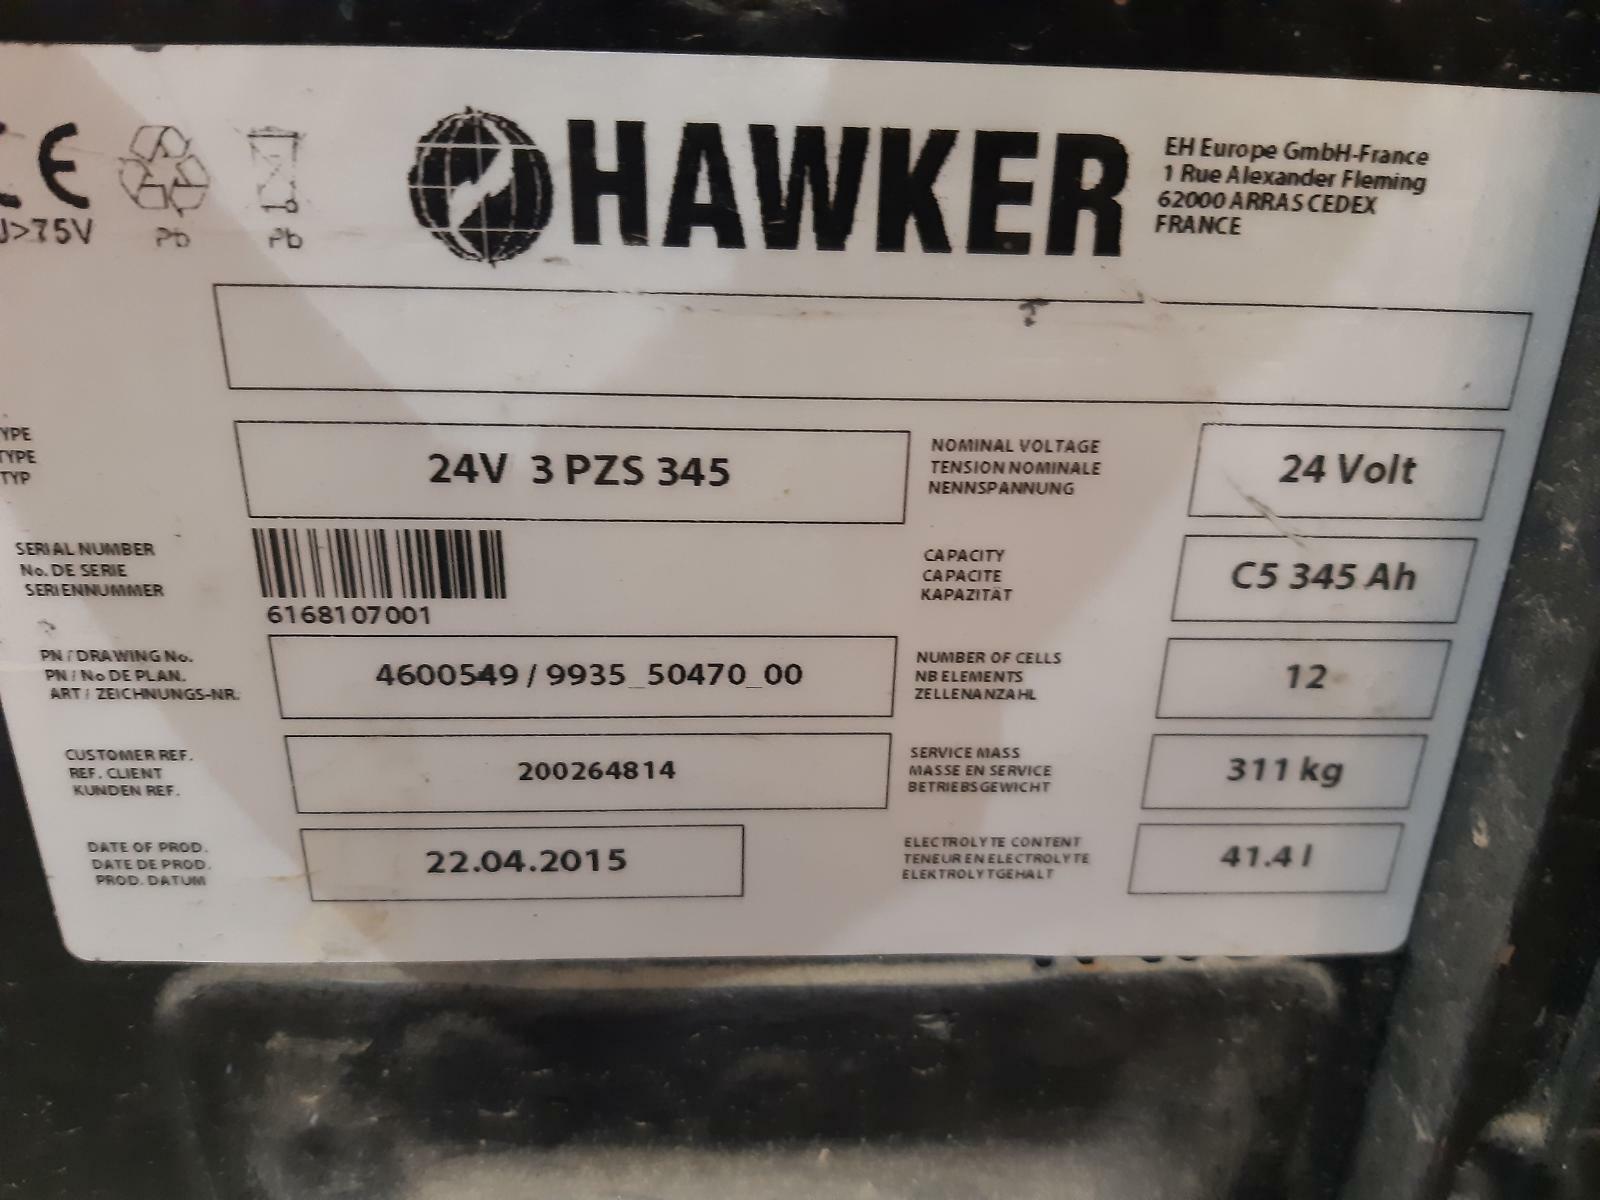 CE
U>75V
Pb
Pb
HAWKER
EH Europe GmbH-France
1 Rue Alexander Fleming
62000 ARRAS CEDEX
FRANCE
YPE
TYPE
TYP
24V 3 PZS 345
NOMINAL VOLTAGE
TENSION NOMINALE
NENNSPANNUNG
24 Volt
SERIAL NUMBER
No. DE SERIE
SERIENNUMMER
6168107001
CAPACITY
CAPACITE
KAPAZITÄT
C5 345 Ah
PN / DRAWING No.
PN / No DE PLAN.
ART / ZEICHNUNGS-NR.
4600549 / 9935_50470_00
NUMBER OF CELLS
NB ELEMENTS
ZELLENANZAHL
12
CUSTOMER REF.
REF. CLIENT
KUNDEN REF.
200264814
SERVICE MASS
MASSE EN SERVICE
BETRIEBSGEWICHT
311 kg
DATE OF PROD.
DATE DE PROD.
PROD. DATUM
22.04.2015
ELECTROLYTE CONTENT
TENEUR EN ELECTROLYTE
ELEKTROLYTGEHALT
41.4 l